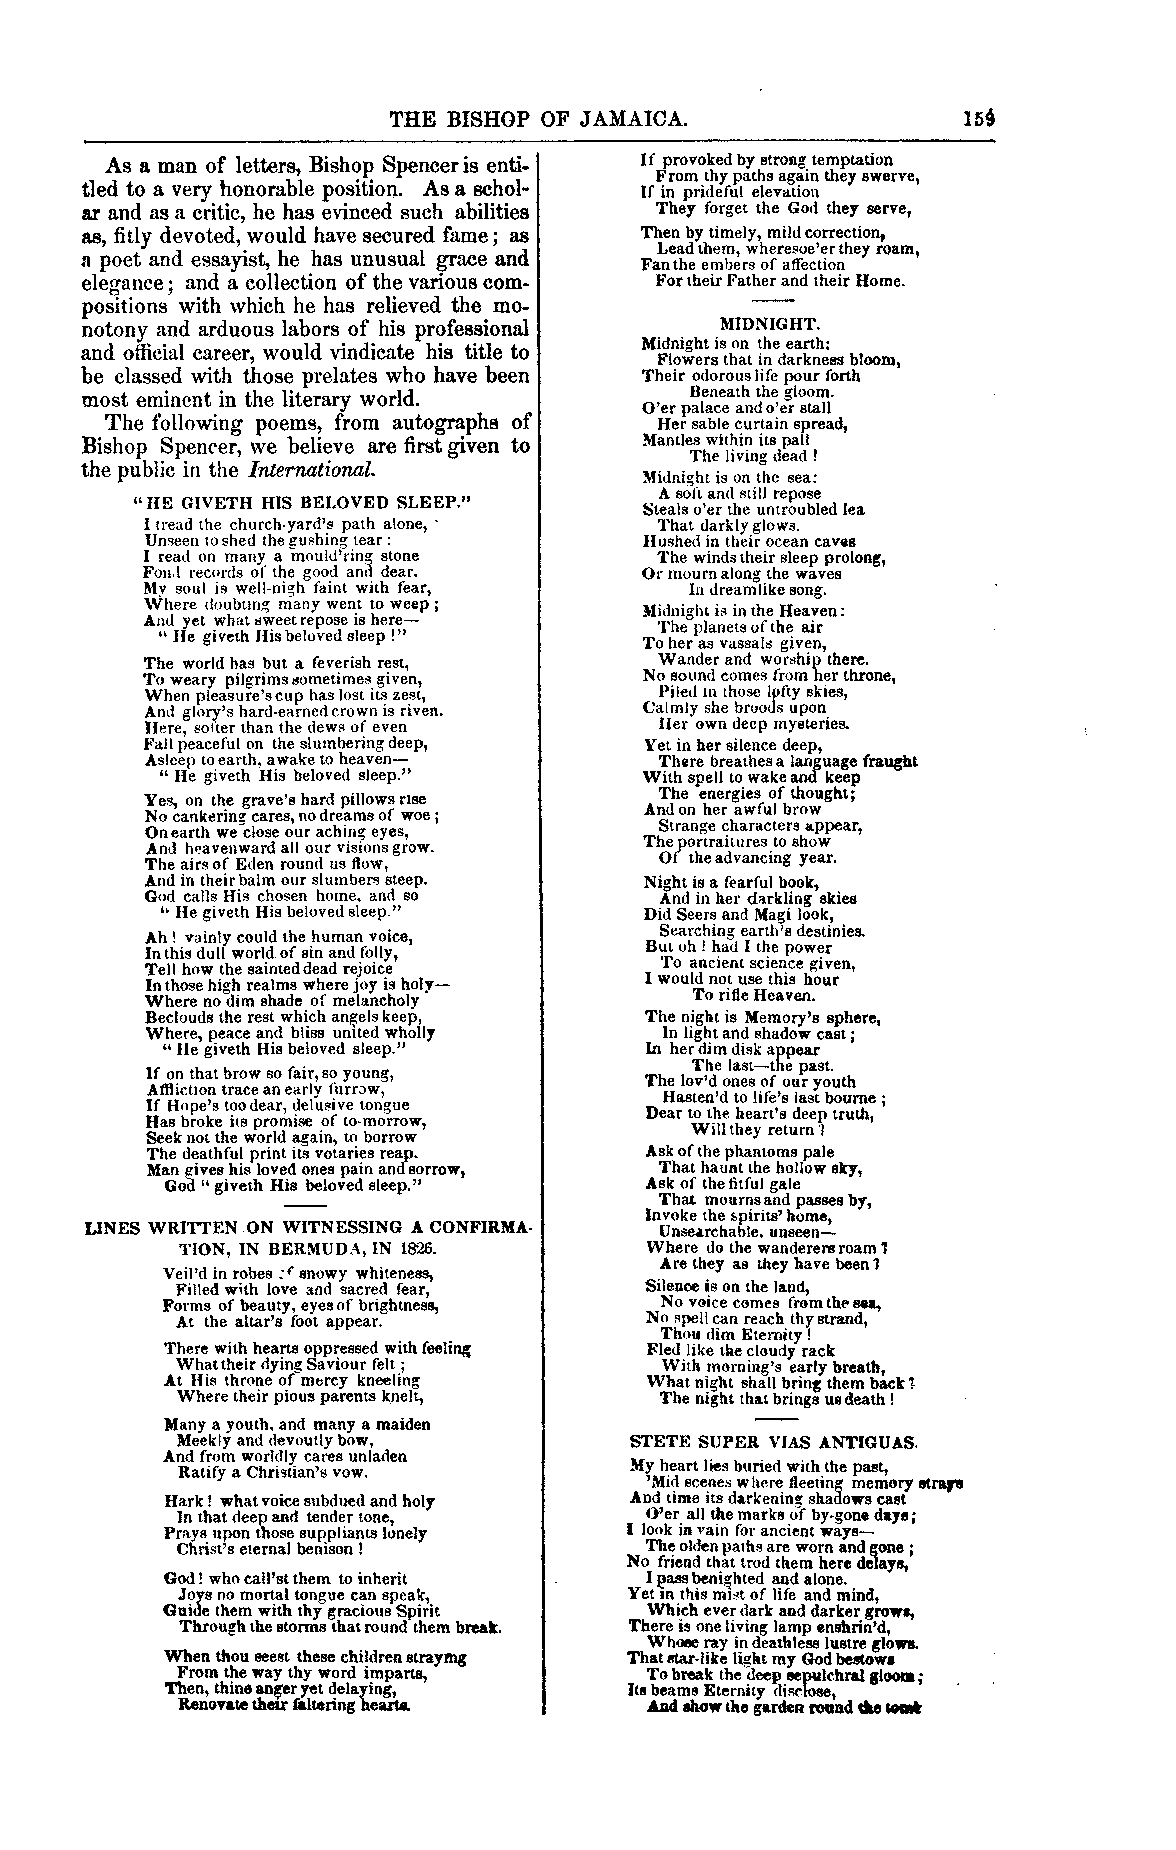 THE BISHOP OF JAMAICA. 159
As a man of letters, Bishop Spencer is enti-
tled to a very honorable position. As a schol-
ar and as a critic, he has evinced such abilities
as, fitly devoted, would have secured fame; as
a poet and essayist, he has unusual grace and
elegance; and a collection of the various com-
positions with which he has relieved the mo-
notony and arduous labors of his professional
and official career, would vindicate his title to
be classed with those prelates who have been
most eminent in the literary world.
The following poems, from autographs of
Bishop Spencer, we believe are first given to
the public in the International.
"HE GIVETH HIS BELOVED SLEEP."
I tread the church-yard's path alone,
Unseen to shed the gushing tear:
I read on many a mould'ring stone
Fond records of the good and dear.
My soul is well-nigh faint with fear,
Where doubting many went to weep;
And yet what sweet repose is here—
"He giveth His beloved sleep!"
The world has but a feverish rest,
To weary pilgrims sometimes given,
When pleasure's cup has lost its zest,
And glory's hard-earned crown is riven.
Here, softer than the dews of even
Fall peaceful on the slumbering deep,
Asleep to earth, awake to heaven—
"He giveth His beloved sleep."
Yes, on the grave's hard pillows rise
No cankering cares, no dreams of woe;
On earth we close our aching eyes,
And heavenward all our visions grow.
The airs of Eden round us flow,
And in their balm our slumbers steep.
God calls His chosen home, and so
"He giveth His beloved sleep."
Ah! vainly could the human voice,
In this dull world of sin and folly,
Tell how the sainted dead rejoice
In those high realms where joy is holy—
Where no dim shade of melancholy
Beclouds the rest which angels keep,
Where, peace and bliss united wholly
"He giveth His beloved sleep."
If on that brow so fair, so young,
Affliction trace an early furrow,
If Hope's too dear, delusive tongue
Has broke its promise of to-morrow,
Seek not the world again, to borrow
The deathful print its votaries reap.
Man gives his loved ones pain and sorrow,
God "giveth His beloved sleep."
LINES WRITTEN ON WITNESSING A CONFIRMA-
TION, IN BERMUDA, IN 1826.
Veil'd in robes of snowy whiteness,
Filled with love and sacred fear,
Forms of beauty, eyes of brightness,
At the altar's foot appear.
There with hearts oppressed with feeling
What their dying Saviour felt;
At His throne of mercy kneeling
Where their pious parents knelt,
Many a youth, and many a maiden
Meekly and devoutly bow,
And from worldly cares unladen
Ratify a Christian's vow.
Hark! what voice subdued and holy
In that deep and tender tone,
Prays upon those suppliants lonely
Christ's eternal benison!
God! who call'st them to inherit
Joys no mortal tongue can speak,
Guide them with thy gracious Spirit
Through the storms that round them break.
When thou seest these children straying
From the way thy word imparts,
Then, thine anger yet delaying,
Renovate their faltering hearts.
If provoked by strong temptation
From thy paths again they swerve,
If in prideful elevation
They forget the God they serve,
Then by timely, mild correction,
Lead them, wheresoe'er they roam,
Fan the embers of affection
For their Father and their Home.
MIDNIGHT.
Midnight is on the earth:
Flowers that in darkness bloom,
Their odorous life pour forth
Beneath the gloom.
O'er palace and o'er stall
Her sable curtain spread,
Mantles within its pall
The living dead!
Midnight is on the sea:
A soft and still repose
Steals o'er the untroubled lea
That darkly glows.
Hushed in their ocean caves
The winds their sleep prolong,
Or mourn along the waves
In dreamlike song.
Midnight is in the Heaven:
The planets of the air
To her as vassals given,
Wander and worship there.
No sound comes from her throne,
Piled in those lofty skies,
Calmly she broods upon
Her own deep mysteries.
Yet in her silence deep,
There breathes a language fraught
With spell to wake and keep
The energies of thought;
And on her awful brow
Strange characters appear,
The portraitures to show
Of the advancing year.
Night is a fearful book,
And in her darkling skies
Did Seers and Magi look,
Searching earth's destinies.
But oh! had I the power
To ancient science given,
I would not use this hour
To rifle Heaven.
The night is Memory's sphere,
In light and shadow cast;
In her dim disk appear
The last—the past.
The lov'd ones of our youth
Hasten'd to life's last bourne;
Dear to the heart's deep truth,
Will they return?
Ask of the phantoms pale
That haunt the hollow sky,
Ask of the fitful gale
That mourns and passes by,
Invoke the spirits' home,
Unsearchable, unseen—
Where do the wanderers roam?
Are they as they have been?
Silence is on the land,
No voice comes from the sea,
No spell can reach thy strand,
Thou dim Eternity!
Fled like the cloudy rack
With morning's early breath,
What night shall bring them back?
The night that brings us death!
STETE SUPER VIAS ANTIGUAS.
My heart lies buried with the past,
'Mid scenes where fleeting memory strays
And time its darkening shadows cast
O'er all the marks of by-gone days;
I look in vain for ancient ways—
The olden paths are worn and gone;
No friend that trod them here delays,
I pass benighted and alone.
Yet in this mist of life and mind,
Which ever dark and darker grows,
There is one living lamp enshrin'd,
Whose ray in deathless lustre glows.
That star-like light my God bestows
To break the deep sepulchral gloom;
Its beams Eternity disclose,
And show the garden round the tomb